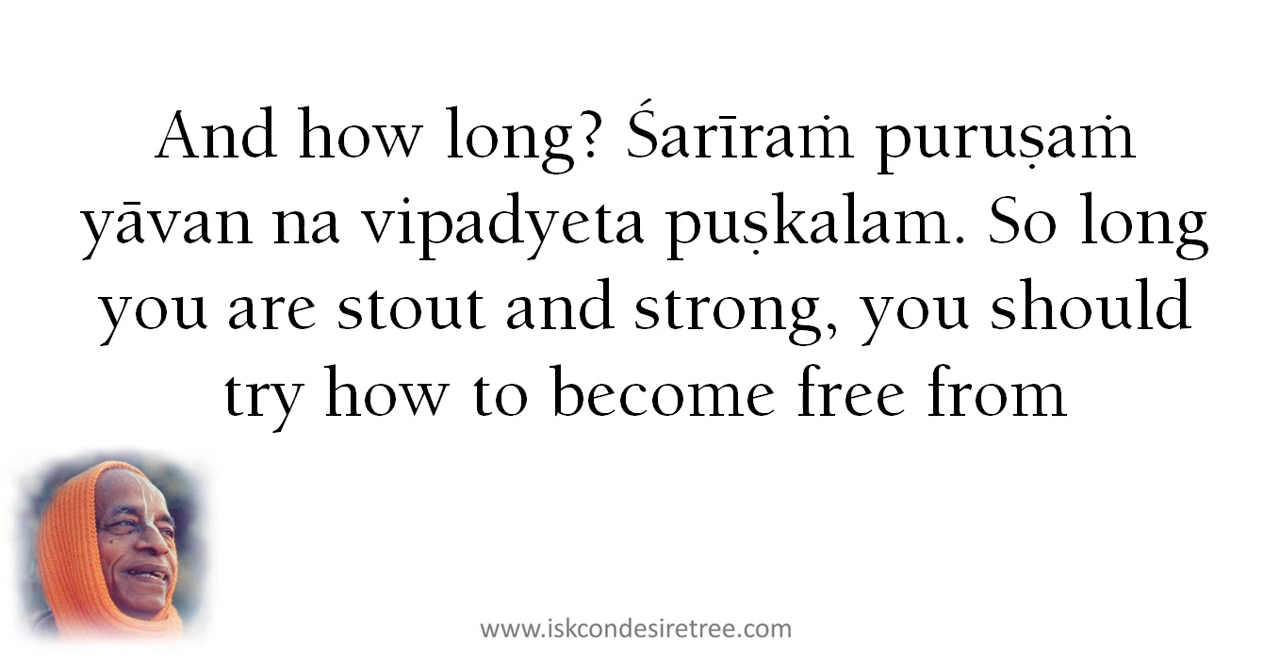 And how long? Śarīraṁ puruṣaṁ
yāvan na vipadyeta puṣkalam. So long
you are stout and strong, you should
try how to become free from
www.iskcondesiretree.com